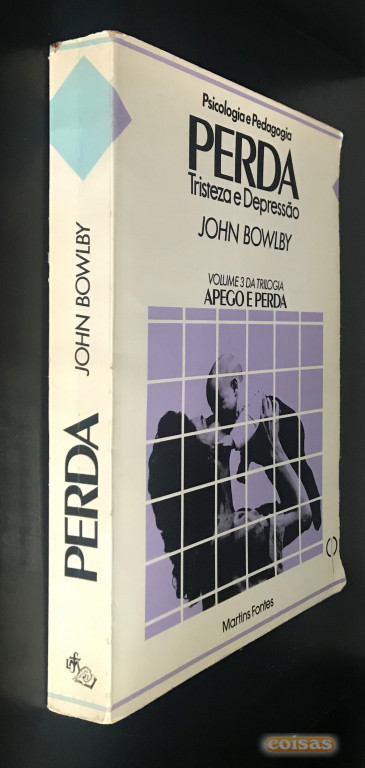 Psicologia e Pedagogia
PERDA
Tristeza e Depressão
JOHN BOWLBY
VOLUME 3 DA TRILOGIA
APEGO E PERDA
Martins Fontes
JOHN BOWLBY
PERDA
coisas